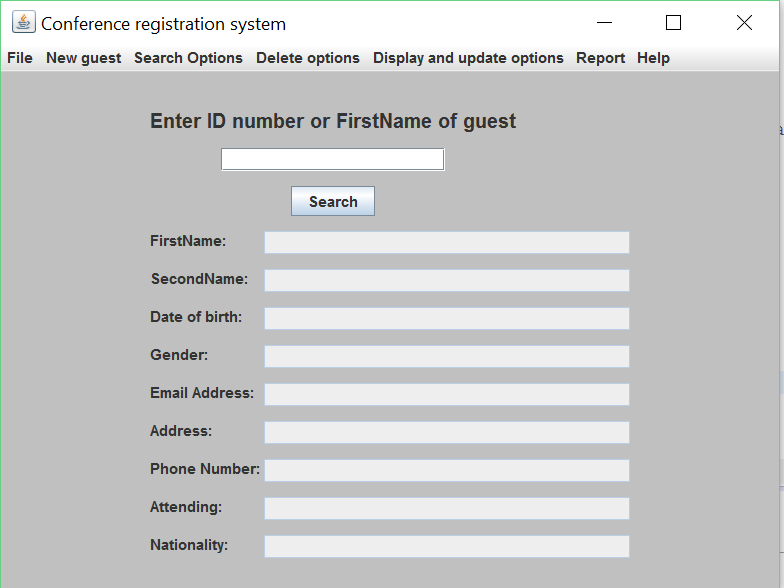 Conference registration system
File New guest Search Options Delete options Display and update options Report Help
Enter ID number or FirstName of guest
Search
FirstName:
SecondName:
Date of birth:
Gender:
Email Address:
Address:
Phone Number:
Attending:
Nationality: